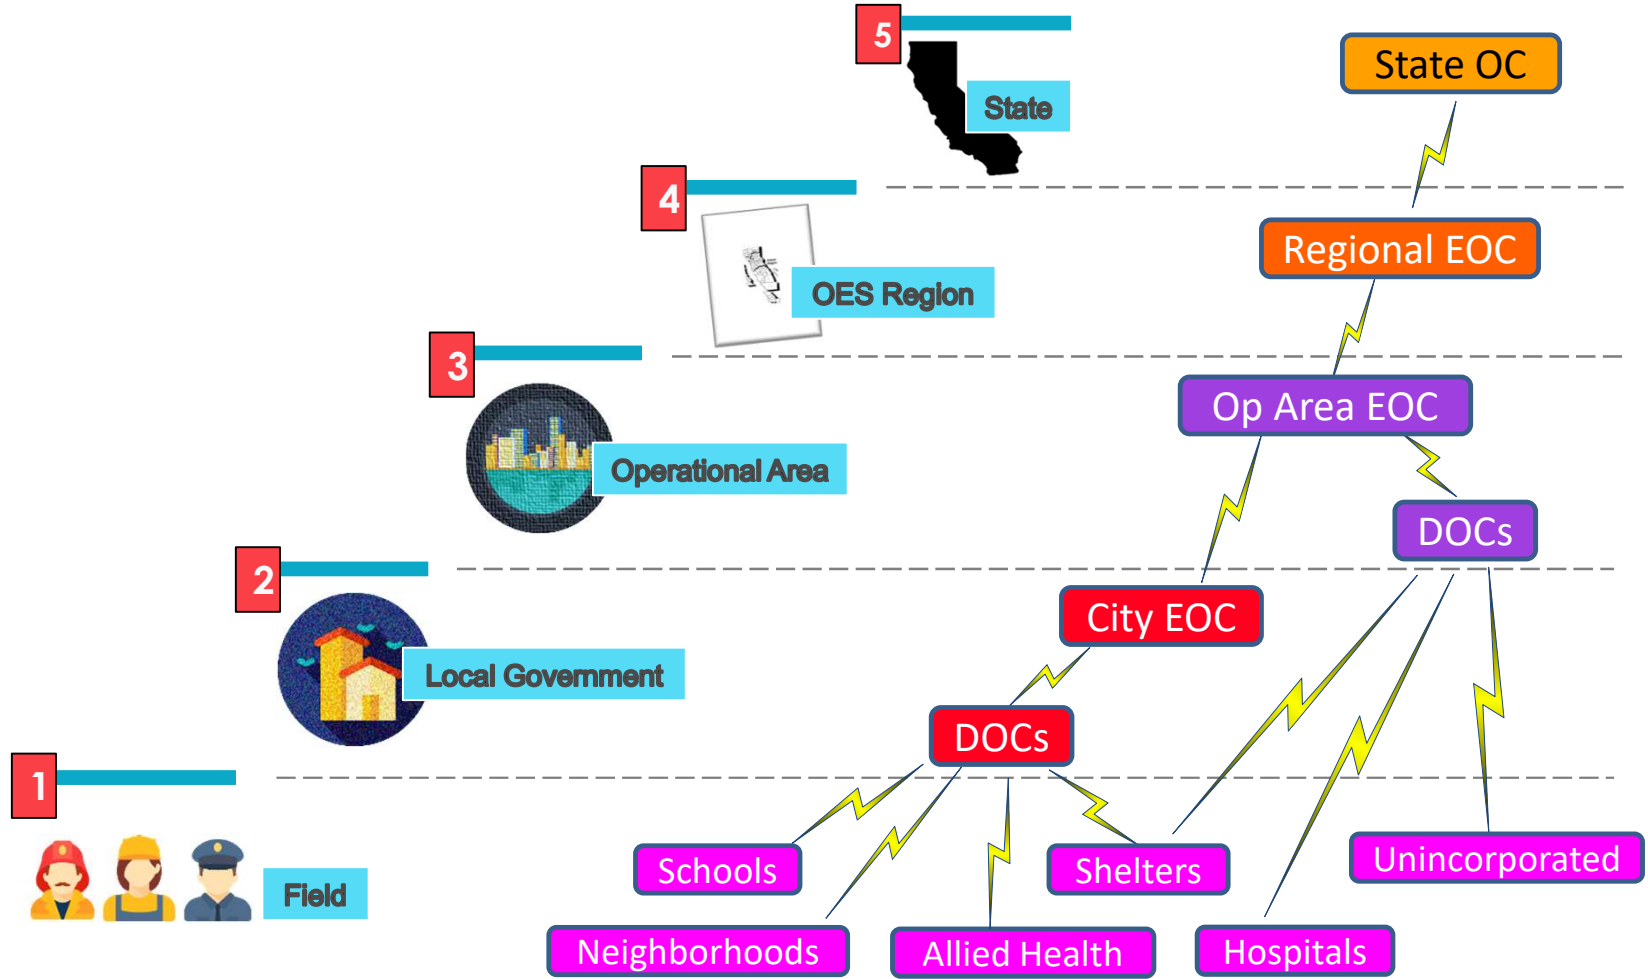 5
State OC
State
4
Regional EOC
OES Region
3
Op Area EOC
Operational Area
DOCs
2
City EOC
Local Government
DOCs
1
Schools
Shelters
Unincorporated
Field
Neighborhoods
Allied Health
Hospitals